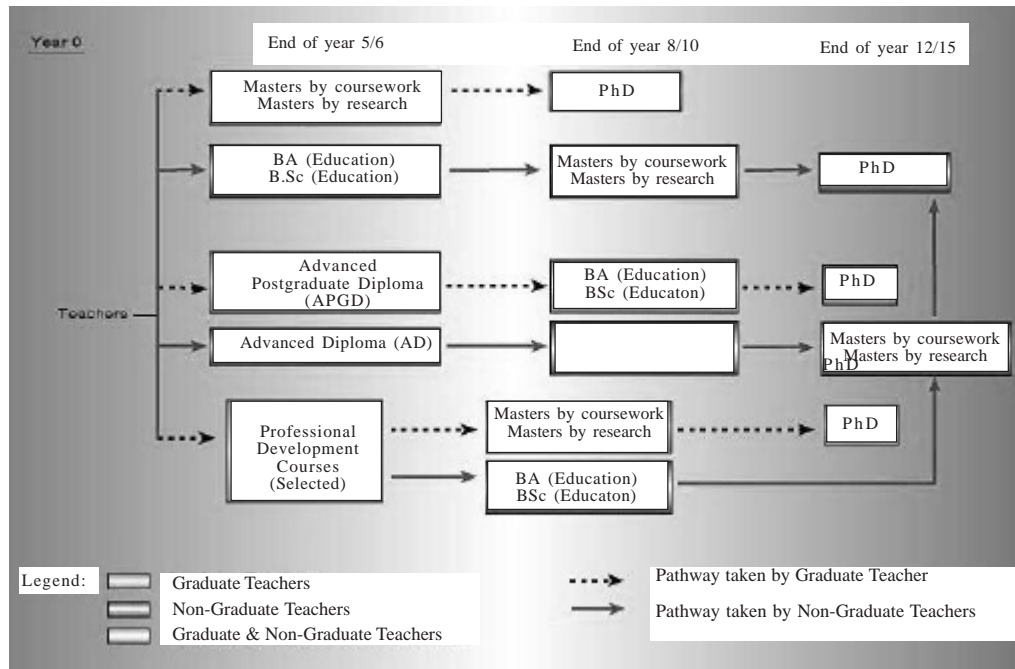 Year 0
End of year 5/6
End of year 8/10
End of year 12/15
Masters by coursework
Masters by research
PhD
BA (Education)
B.Sc (Education)
Masters by coursework
Masters by research
PhD
Advanced
Postgraduate Diploma
(APGD)
BA (Education)
BSc (Educaton)
PhD
Teachers
Advanced Diploma (AD)
Masters by coursework
Masters by research
PhD
Professional
Development
Courses
(Selected)
Masters by coursework
Masters by research
PhD
BA (Education)
BSc (Educaton)
Legend:
Graduate Teachers
Non-Graduate Teachers
Graduate & Non-Graduate Teachers
Pathway taken by Graduate Teacher
Pathway taken by Non-Graduate Teachers